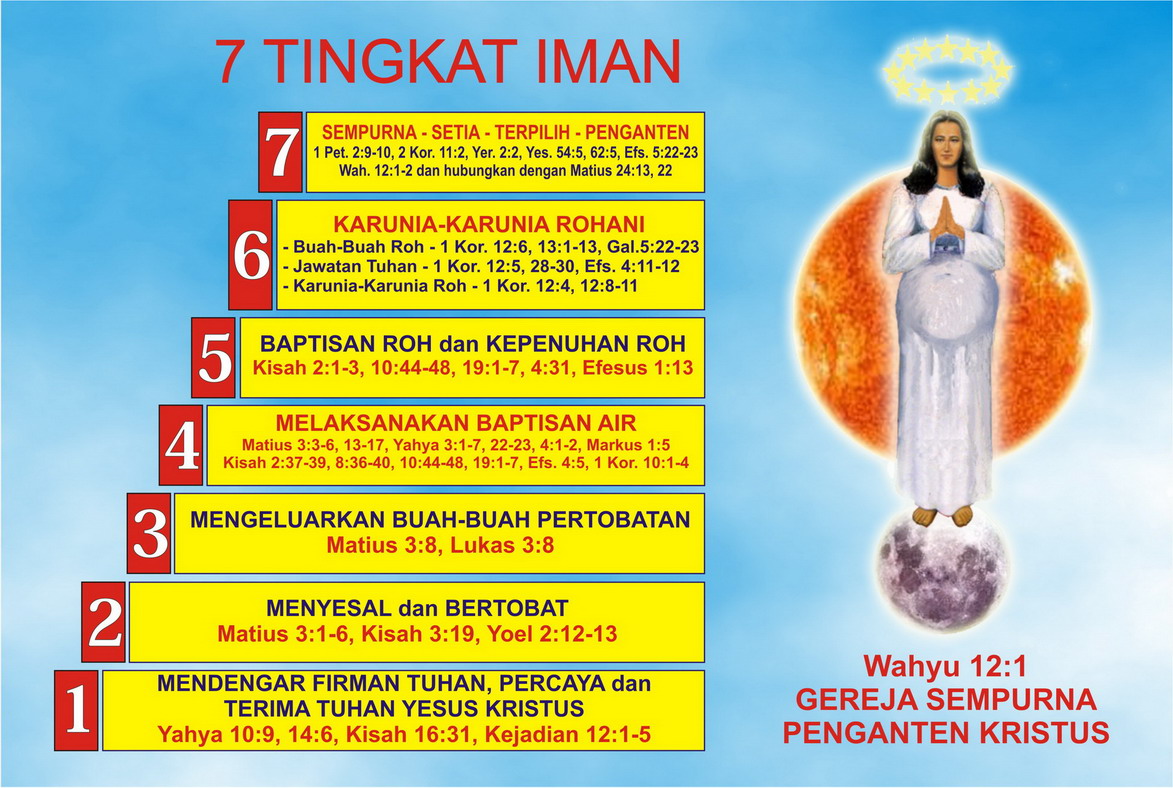 7 TINGKAT IMAN
7
SEMPURNA - SETIA - TERPILIH - PENGANTEN
1 Pet. 2:9-10, 2 Kor. 11:2, Yer. 2:2, Yes. 54:5, 62:5, Efs. 5:22-23
Wah. 12:1-2 dan hubungkan dengan Matius 24:13, 22
6
KARUNIA-KARUNIA ROHANI
- Buah-Buah Roh - 1 Kor. 12:6, 13:1-13, Gal.5:22-23
- Jawatan Tuhan - 1 Kor. 12:5, 28-30, Efs. 4:11-12
- Karunia-Karunia Roh - 1 Kor. 12:4, 12:8-11
5
BAPTISAN ROH dan KEPENUHAN ROH
Kisah 2:1-3, 10:44-48, 19:1-7, 4:31, Efesus 1:13
4
MELAKSANAKAN BAPTISAN AIR
Matius 3:3-6, 13-17, Yahya 3:1-7, 22-23, 4:1-2, Markus 1:5
Kisah 2:37-39, 8:36-40, 10:44-48, 19:1-7, Efs. 4:5, 1 Kor. 10:1-4
3
MENGELUARKAN BUAH-BUAH PERTOBATAN
Matius 3:8, Lukas 3:8
2
MENYESAL dan BERTOBAT
Matius 3:1-6, Kisah 3:19, Yoel 2:12-13
1
MENDENGAR FIRMAN TUHAN, PERCAYA dan
TERIMA TUHAN YESUS KRISTUS
Yahya 10:9, 14:6, Kisah 16:31, Kejadian 12:1-5
Wahyu 12:1
GEREJA SEMPURNA
PENGANTEN KRISTUS